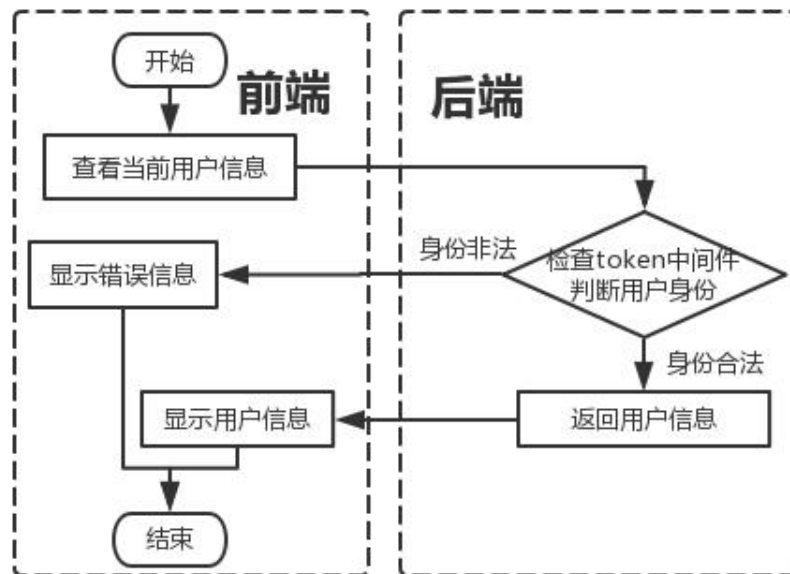 开始
前端
后端
查看当前用户信息
身份非法
检查token中间件
判断用户身份
显示错误信息
身份合法
显示用户信息
返回用户信息
结束